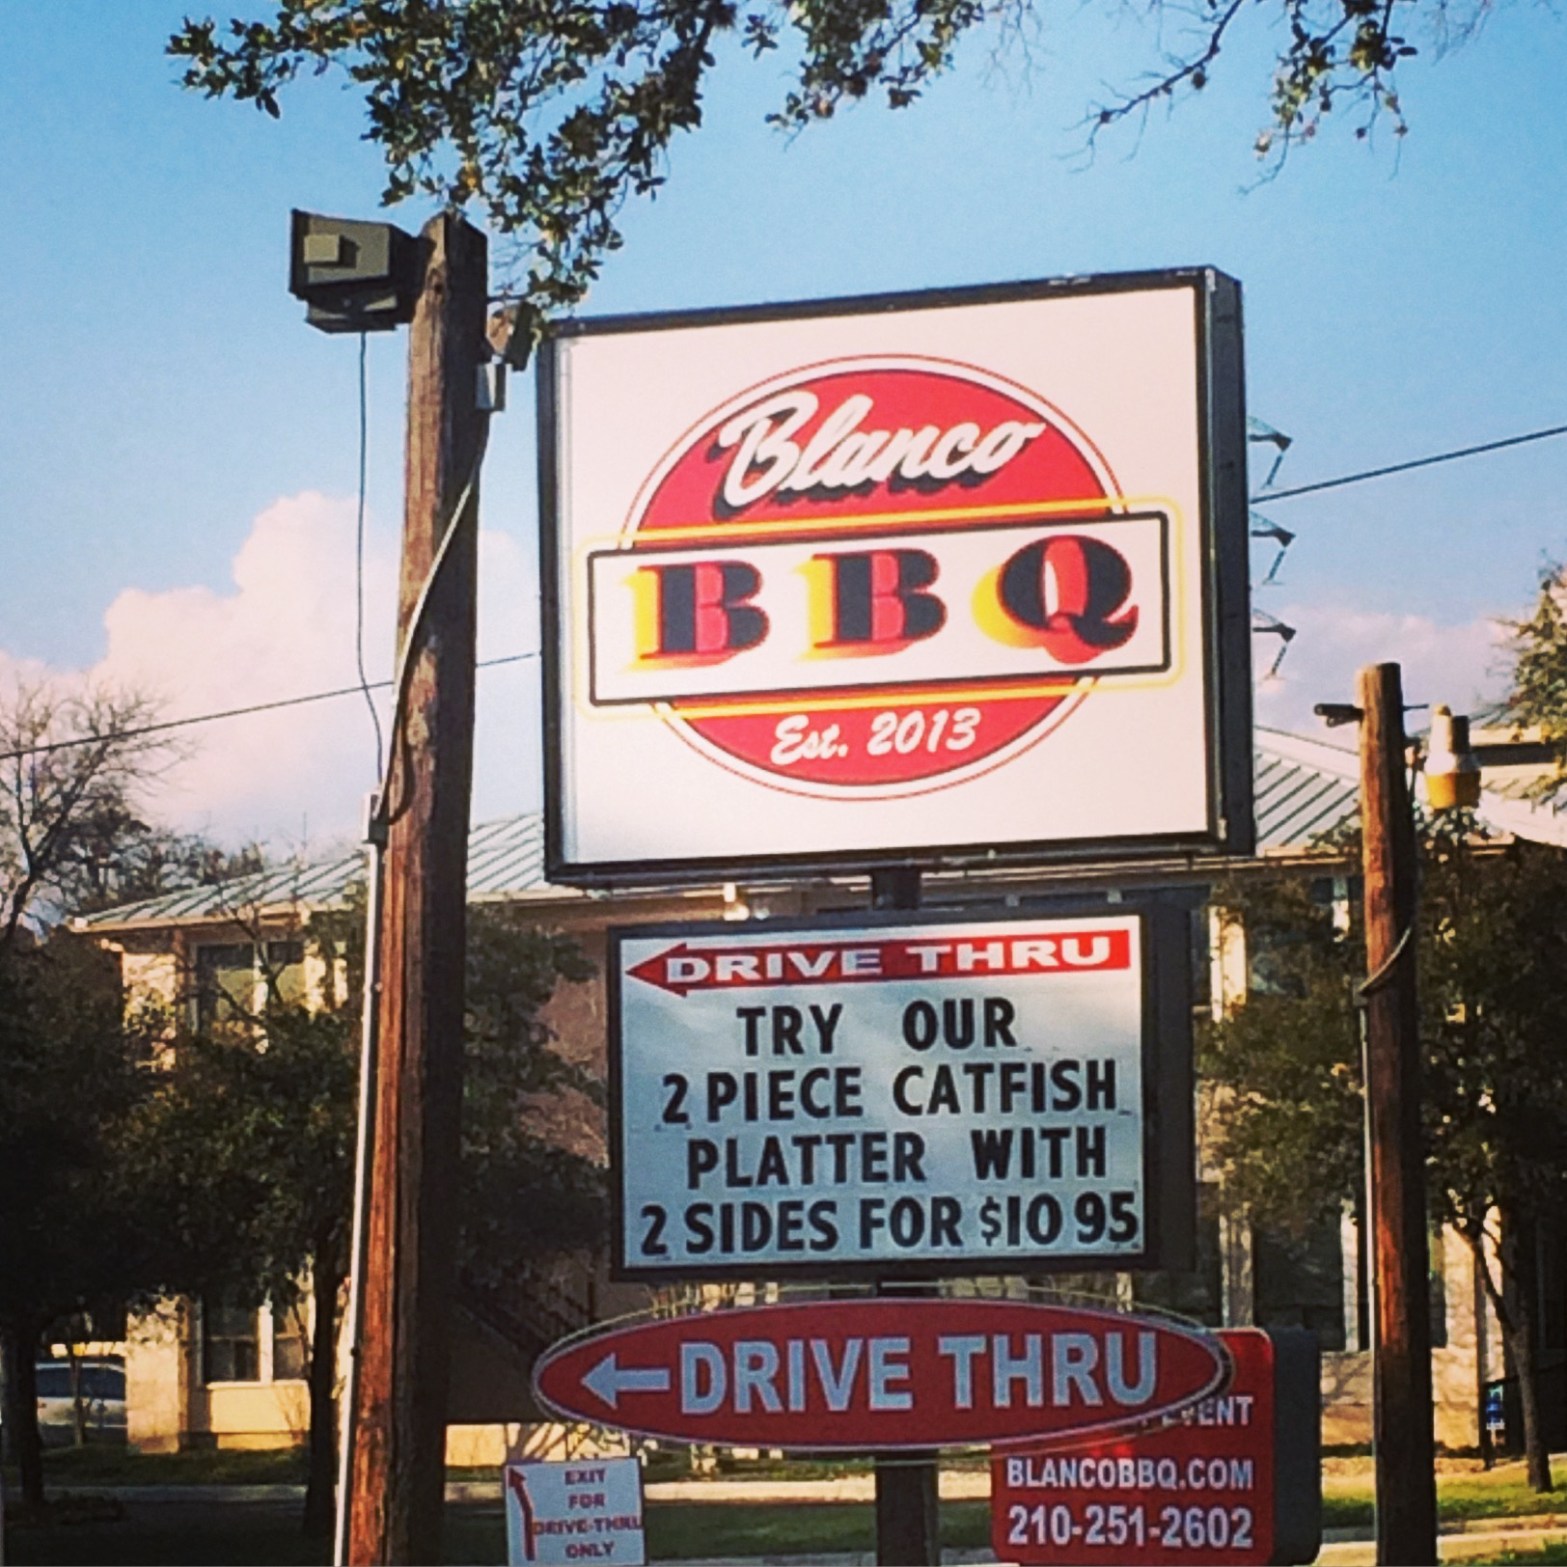 Blanco
BBQ
Est. 2013
DRIVE THRU
TRY OUR
2 PIECE CATFISH
PLATTER WITH
2 SIDES FOR $10 95
DRIVE THRU
BLANCOBBQ.COM
210-251-2602
EXIT
FOR
DRIVE-THRU
ONLY